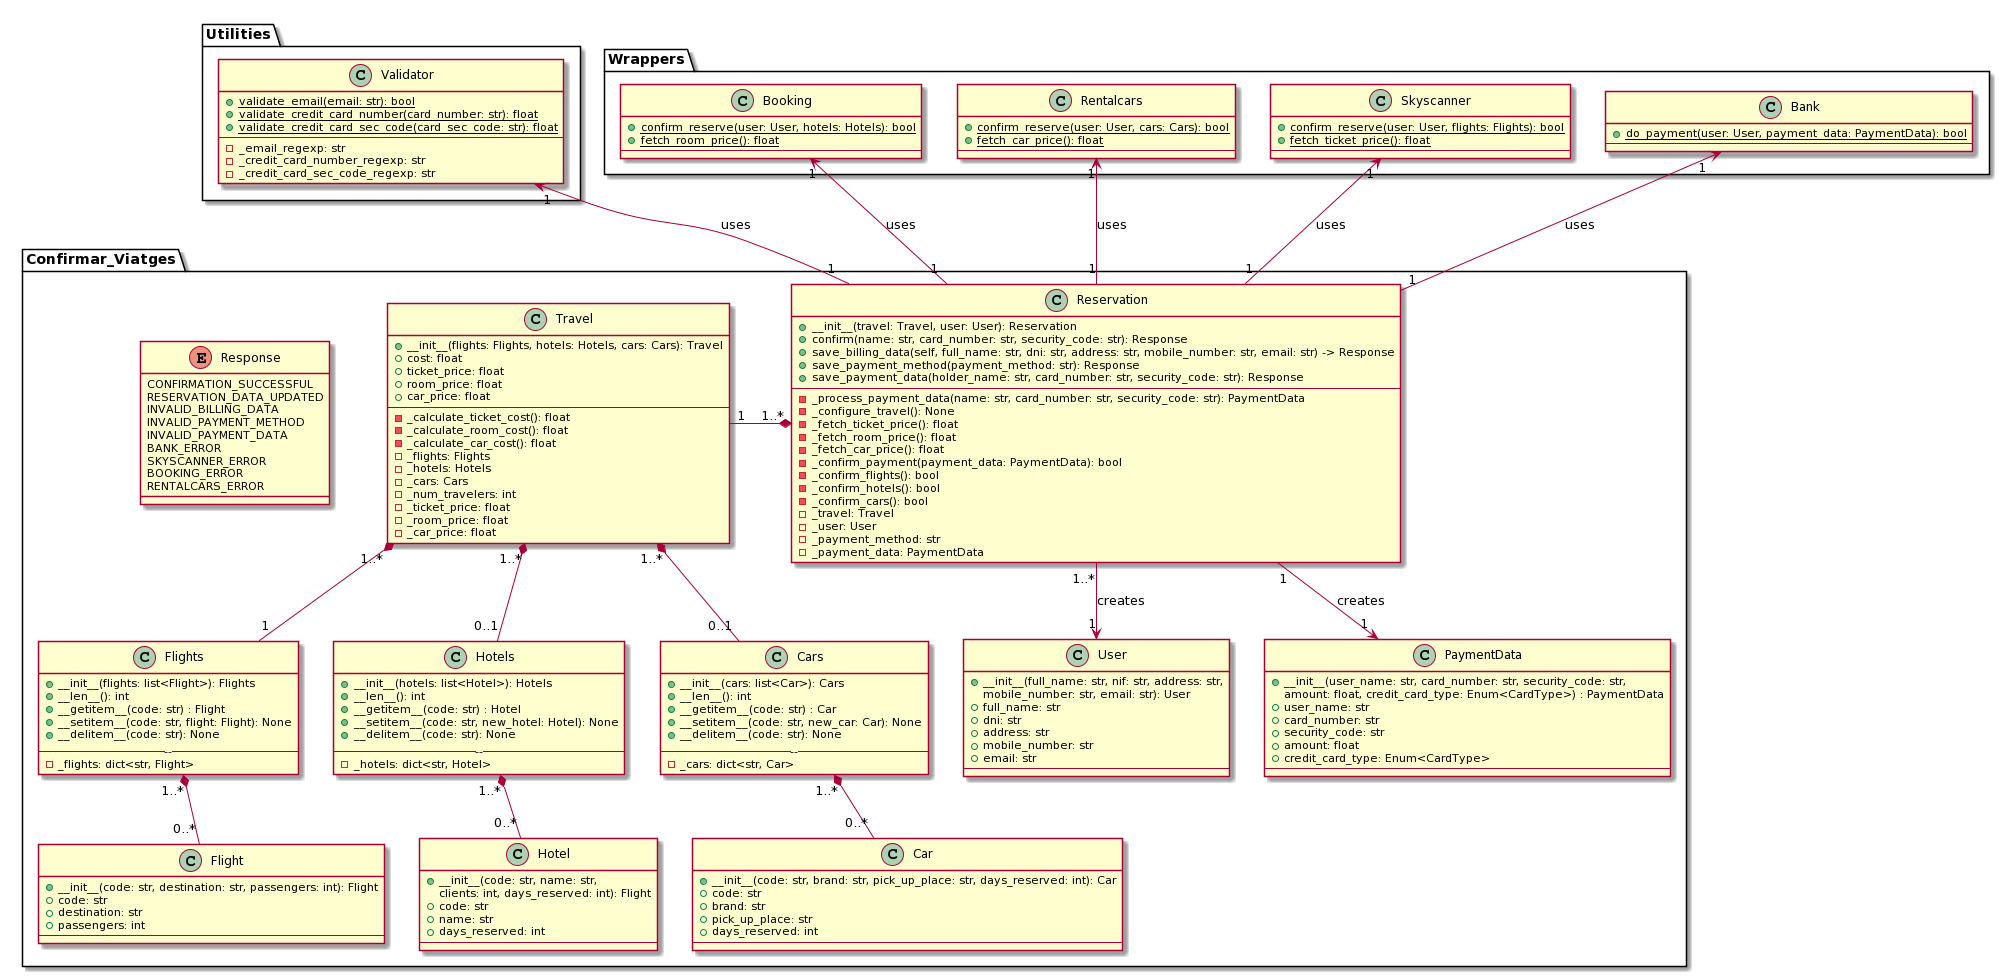 Utilities
C Validator
validate_email(email: str): bool
validate_credit_card_number(card_number: str): float
validate_credit_card_sec_code(card_sec_code: str): float
_email_regexp: str
_credit_card_number_regexp: str
_credit_card_sec_code_regexp: str
Wrappers
C Booking
confirm_reserve(user: User, hotels: Hotels): bool
fetch_room_price(): float
C Rentalcars
confirm_reserve(user: User, cars: Cars): bool
fetch_car_price(): float
C Skyscanner
confirm_reserve(user: User, flights: Flights): bool
fetch_ticket_price(): float
C Bank
do_payment(user: User, payment_data: PaymentData): bool
1
1
1
1
1
uses
uses
uses
uses
uses
1
1
1
1
1
Confirmar_Viatges
E Response
CONFIRMATION_SUCCESSFUL
RESERVATION_DATA_UPDATED
INVALID_BILLING_DATA
INVALID_PAYMENT_METHOD
INVALID_PAYMENT_DATA
BANK_ERROR
SKYSCANNER_ERROR
BOOKING_ERROR
RENTALCARS_ERROR
C Travel
__init__(flights: Flights, hotels: Hotels, cars: Cars): Travel
cost: float
ticket_price: float
room_price: float
car_price: float
_calculate_ticket_cost(): float
_calculate_room_cost(): float
_calculate_car_cost(): float
_flights: Flights
_hotels: Hotels
_cars: Cars
_num_travelers: int
_ticket_price: float
_room_price: float
_car_price: float
1 1..*
C Reservation
__init__(travel: Travel, user: User): Reservation
confirm(name: str, card_number: str, security_code: str): Response
save_billing_data(self, full_name: str, dni: str, address: str, mobile_number: str, email: str) -> Response
save_payment_method(payment_method: str): Response
save_payment_data(holder_name: str, card_number: str, security_code: str): Response
_process_payment_data(name: str, card_number: str, security_code: str): PaymentData
_configure_travel(): None
_fetch_ticket_price(): float
_fetch_room_price(): float
_fetch_car_price(): float
_confirm_payment(payment_data: PaymentData): bool
_confirm_flights(): bool
_confirm_hotels(): bool
_confirm_cars(): bool
_travel: Travel
_user: User
_payment_method: str
_payment_data: PaymentData
1..*
1..*
1..*
1..*
1
creates
creates
1
0..1
0..1
1
1
C Flights
__init__(flights: list<Flight>): Flights
__len__(): int
__getitem__(code: str) : Flight
__setitem__(code: str, flight: Flight): None
__delitem__(code: str): None
--
_flights: dict<str, Flight>
C Hotels
__init__(hotels: list<Hotel>): Hotels
__len__(): int
__getitem__(code: str) : Hotel
__setitem__(code: str, new_hotel: Hotel): None
__delitem__(code: str): None
--
_hotels: dict<str, Hotel>
C Cars
__init__(cars: list<Car>): Cars
__len__(): int
__getitem__(code: str) : Car
__setitem__(code: str, new_car: Car): None
__delitem__(code: str): None
--
_cars: dict<str, Car>
C User
__init__(full_name: str, nif: str, address: str,
mobile_number: str, email: str): User
full_name: str
dni: str
address: str
mobile_number: str
email: str
C PaymentData
__init__(user_name: str, card_number: str, security_code: str,
amount: float, credit_card_type: Enum<CardType>) : PaymentData
user_name: str
card_number: str
security_code: str
amount: float
credit_card_type: Enum<CardType>
1..*
1..*
1..*
0..*
0..*
0..*
C Flight
__init__(code: str, destination: str, passengers: int): Flight
code: str
destination: str
passengers: int
C Hotel
__init__(code: str, name: str,
clients: int, days_reserved: int): Flight
code: str
name: str
days_reserved: int
C Car
__init__(code: str, brand: str, pick_up_place: str, days_reserved: int): Car
code: str
brand: str
pick_up_place: str
days_reserved: int